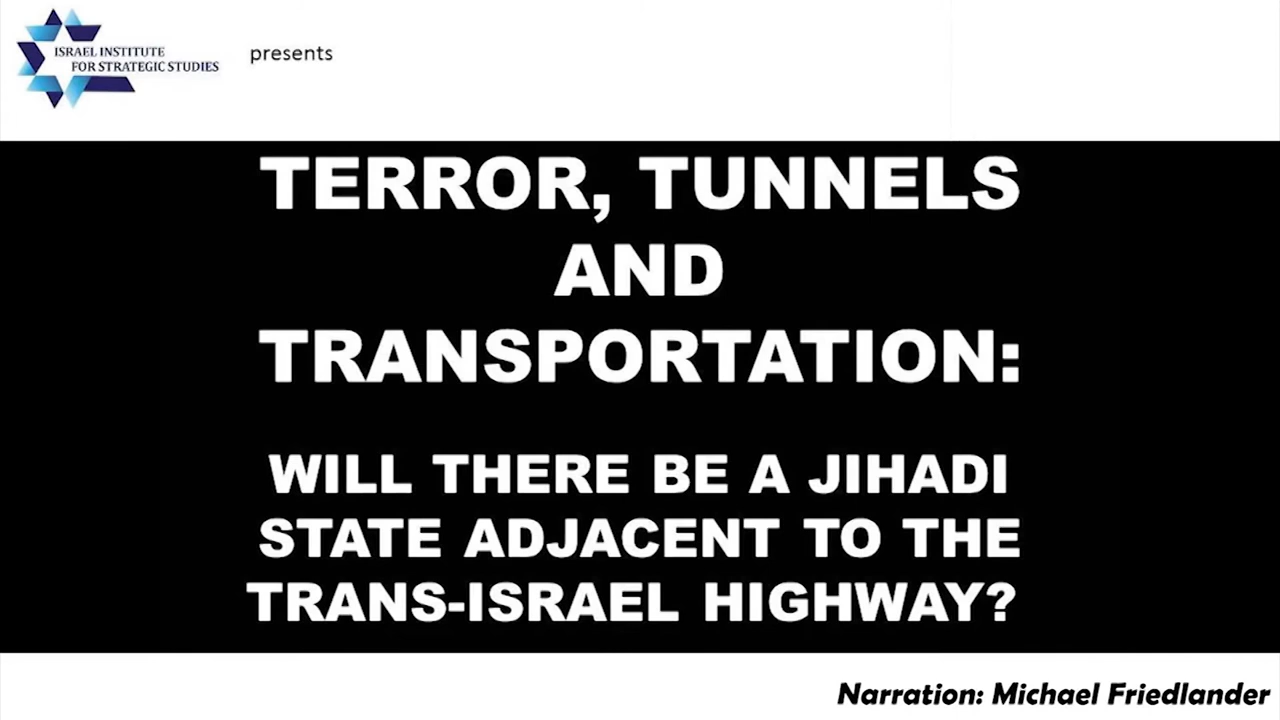 ISRAEL INSTITUTE
FOR STRATEGIC STUDIES
presents
TERROR, TUNNELS
AND
TRANSPORTATION:
WILL THERE BE A JIHADI
STATE ADJACENT TO THE
TRANS-ISRAEL HIGHWAY?
Narration: Michael Friedlander